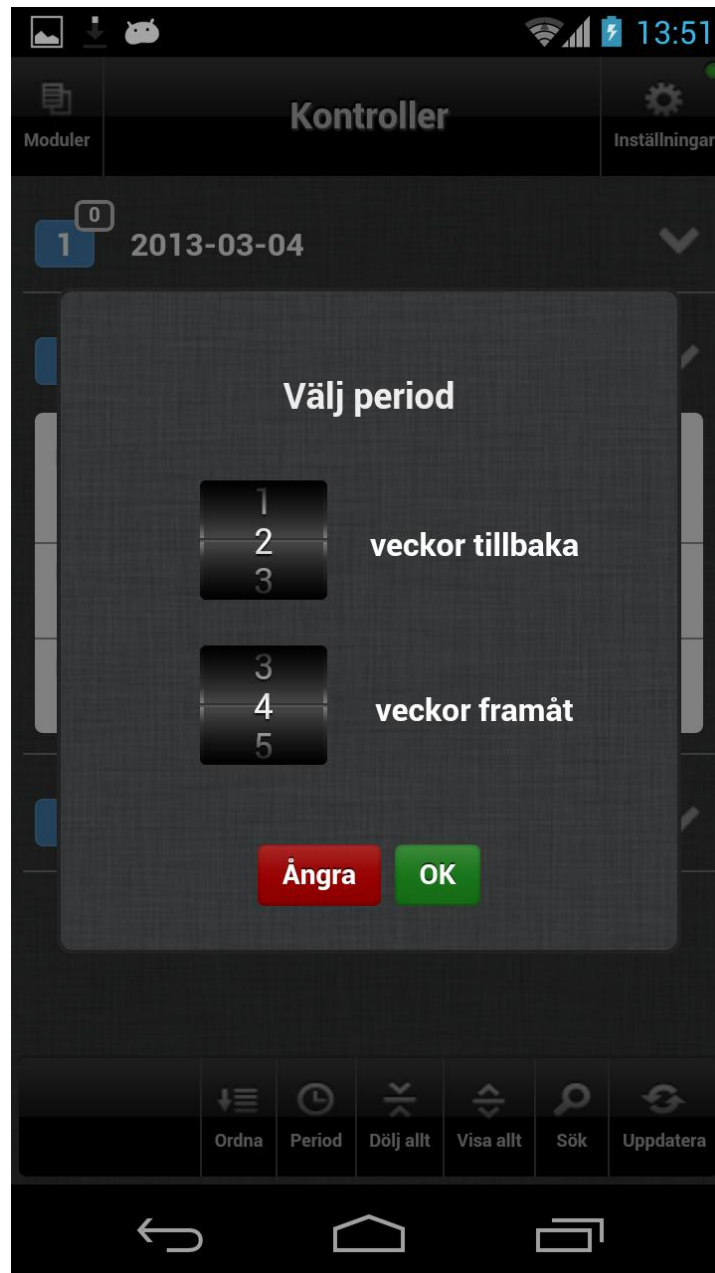 13:51
Moduler
Kontroller
Inställningar
0
1
2013-03-04
Välj period
1
2
3
veckor tillbaka
3
4
5
veckor framåt
Ångra
OK
Ordna
Period
Dölj allt
Visa allt
Sök
Uppdatera